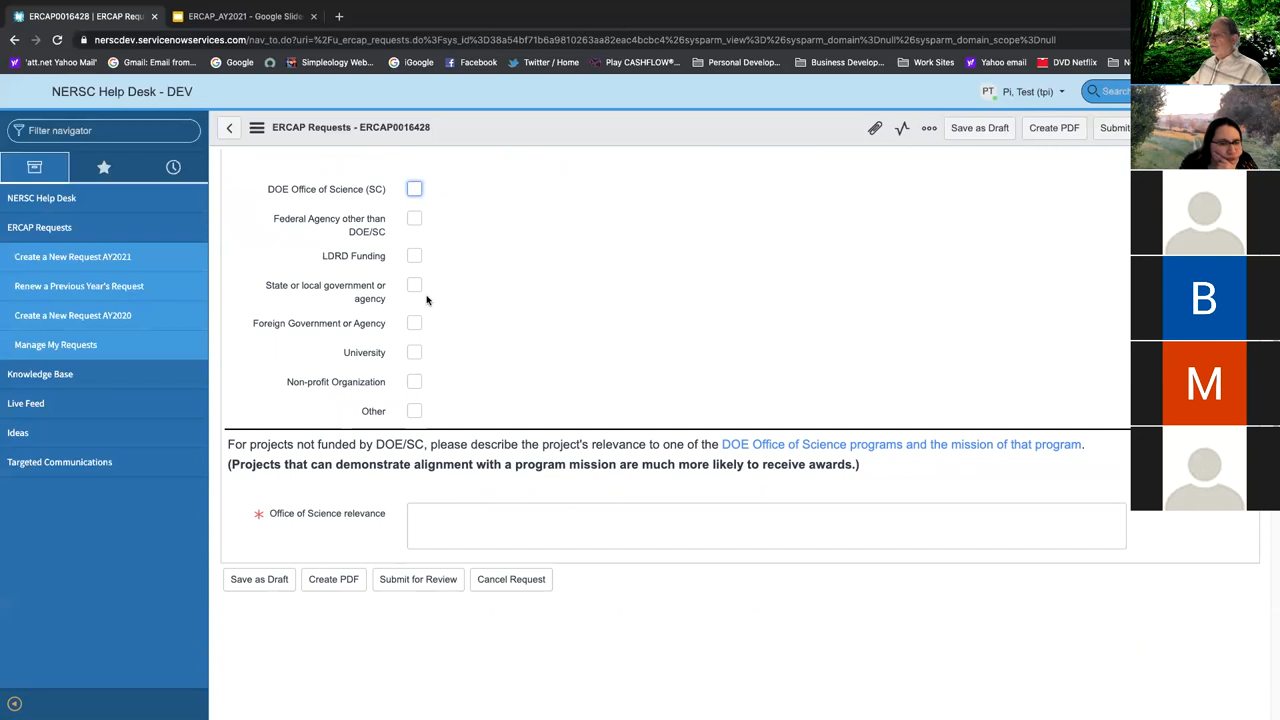 ERCAP0016428 | ERCAP Requ
ERCAP_AY2021 - Google Slide
nerscdev.servicenowservices.com/nav_to.do?uri=%2Fu_ercap_requests.do%3Fsys_id%3D38a54bf71b6a9810263aa82eac4bcbc4%26sysparm_view%3D%26sysparm_domain%3Dnull%26sysparm_domain_scope%3Dnull
'att.net Yahoo Mail'
Gmail: Email from...
Google
Simpleology Web...
iGoogle
Facebook
Twitter / Home
Play CASHFLOW®...
Personal Develop...
Business Develop...
Work Sites
Yahoo email
DVD Netflix
Mo
NERSC Help Desk - DEV
PT
Pi, Test (tpi)
Search
Filter navigator
ERCAP Requests - ERCAP0016428
Save as Draft
Create PDF
Submit
NERSC Help Desk
ERCAP Requests
Create a New Request AY2021
Renew a Previous Year's Request
Create a New Request AY2020
Manage My Requests
Knowledge Base
Live Feed
Ideas
Targeted Communications
DOE Office of Science (SC)
Federal Agency other than
DOE/SC
LDRD Funding
State or local government or
agency
Foreign Government or Agency
University
Non-profit Organization
Other
For projects not funded by DOE/SC, please describe the project's relevance to one of the DOE Office of Science programs and the mission of that program.
(Projects that can demonstrate alignment with a program mission are much more likely to receive awards.)
Office of Science relevance
Save as Draft
Create PDF
Submit for Review
Cancel Request
B
M